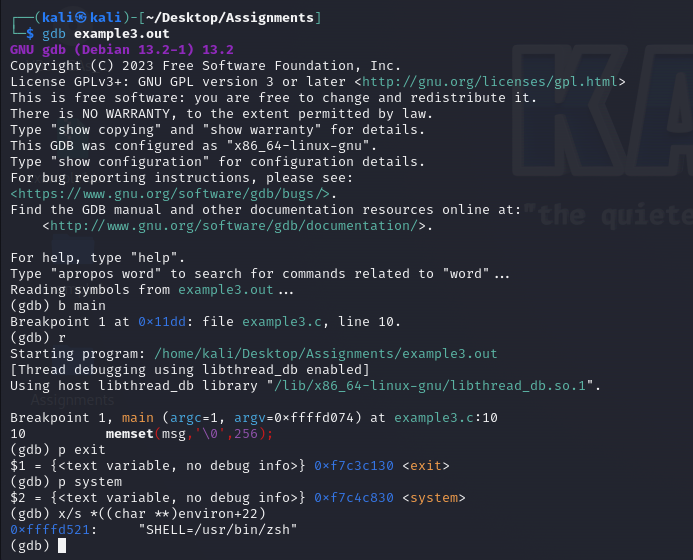 ┌──(kali㉿kali)-[~/Desktop/Assignments]
└─$ gdb example3.out
GNU gdb (Debian 13.2-1) 13.2
Copyright (C) 2023 Free Software Foundation, Inc.
License GPLv3+: GNU GPL version 3 or later <http://gnu.org/licenses/gpl.html>
This is free software: you are free to change and redistribute it.
There is NO WARRANTY, to the extent permitted by law.
Type "show copying" and "show warranty" for details.
This GDB was configured as "x86_64-linux-gnu".
Type "show configuration" for configuration details.
For bug reporting instructions, please see:
<https://www.gnu.org/software/gdb/bugs/>.
Find the GDB manual and other documentation resources online at:
    <http://www.gnu.org/software/gdb/documentation/>.

For help, type "help".
Type "apropos word" to search for commands related to "word"...
Reading symbols from example3.out...
(gdb) b main
Breakpoint 1 at 0×11dd: file example3.c, line 10.
(gdb) r
Starting program: /home/kali/Desktop/Assignments/example3.out
[Thread debugging using libthread_db enabled]
Using host libthread_db library "/lib/x86_64-linux-gnu/libthread_db.so.1".
Assignments
Breakpoint 1, main (argc=1, argv=0×ffffd074) at example3.c:10
10          memset(msg,'\0',256);
(gdb) p exit
$1 = {<text variable, no debug info>} 0×f7c3c130 <exit>
(gdb) p system
$2 = {<text variable, no debug info>} 0×f7c4c830 <system>
(gdb) x/s *((char **)environ+22)
0×ffffd521:     "SHELL=/usr/bin/zsh"
(gdb)
KA
"the quiete